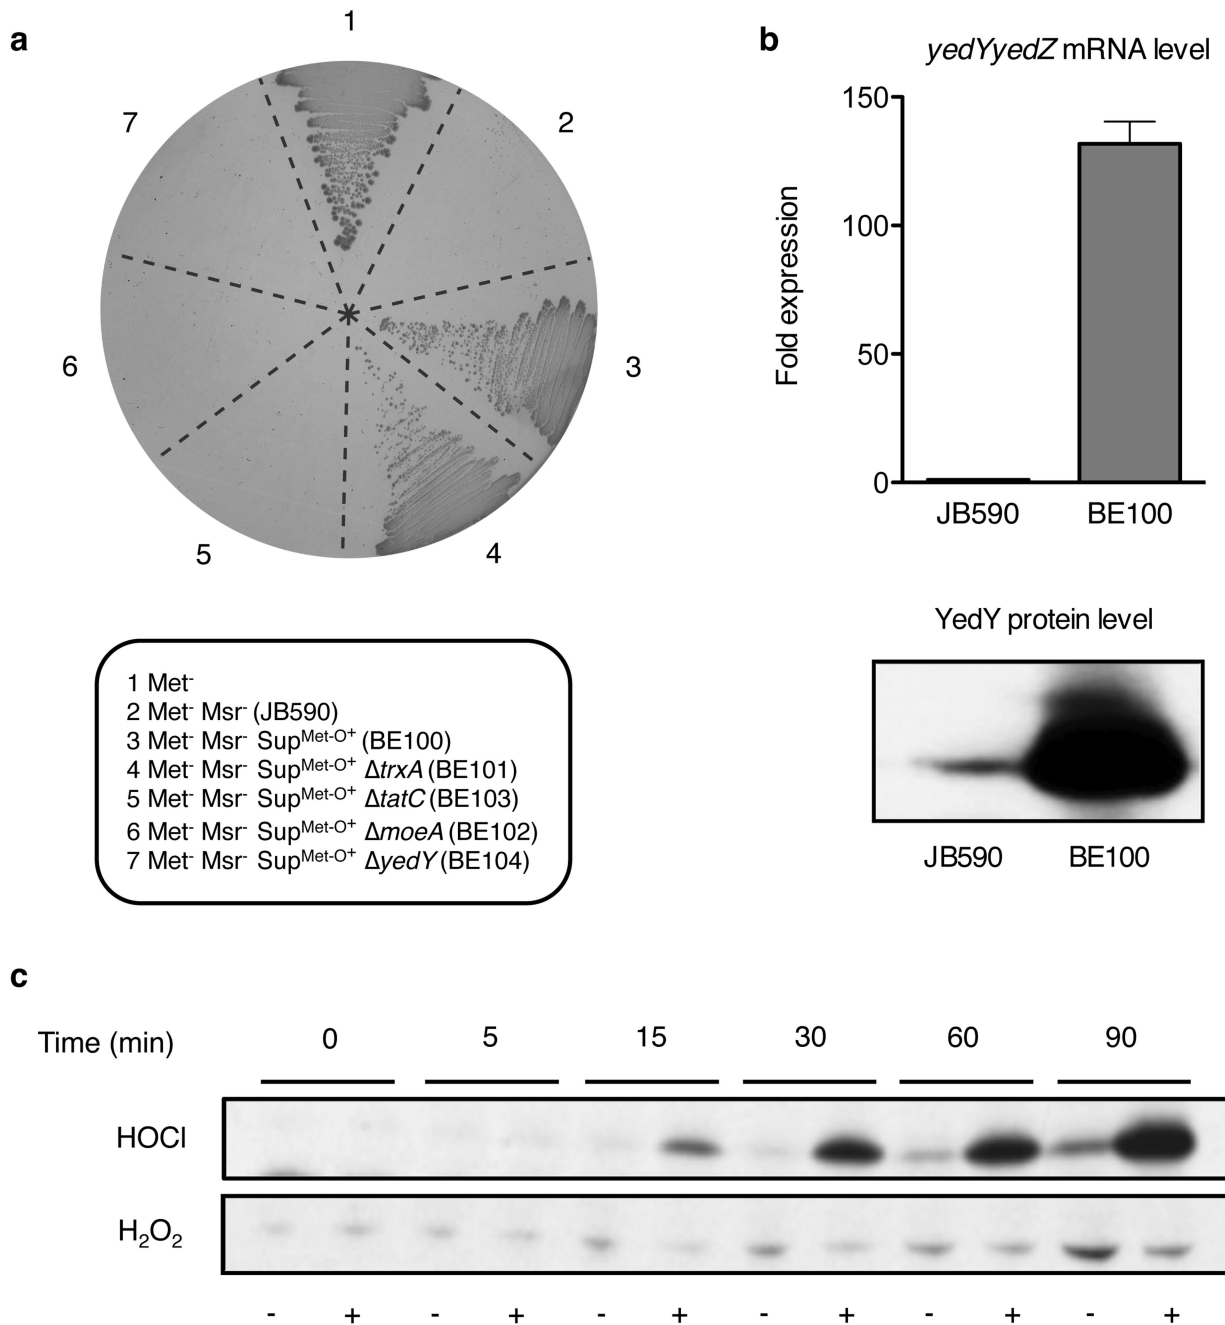 a
1
2
3
4
5
6
7
1 Met⁻
2 Met⁻ Msr⁻ (JB590)
3 Met⁻ Msr⁻ Sup^Met-O+ (BE100)
4 Met⁻ Msr⁻ Sup^Met-O+ ΔtrxA (BE101)
5 Met⁻ Msr⁻ Sup^Met-O+ ΔtatC (BE103)
6 Met⁻ Msr⁻ Sup^Met-O+ ΔmoeA (BE102)
7 Met⁻ Msr⁻ Sup^Met-O+ ΔyedY (BE104)
b
yedYyedZ mRNA level
Fold expression
150
100
50
0
JB590 BE100
YedY protein level
JB590 BE100
c
Time (min) 0 5 15 30 60 90
HOCl
H₂O₂
- + - + - + - + - + - +